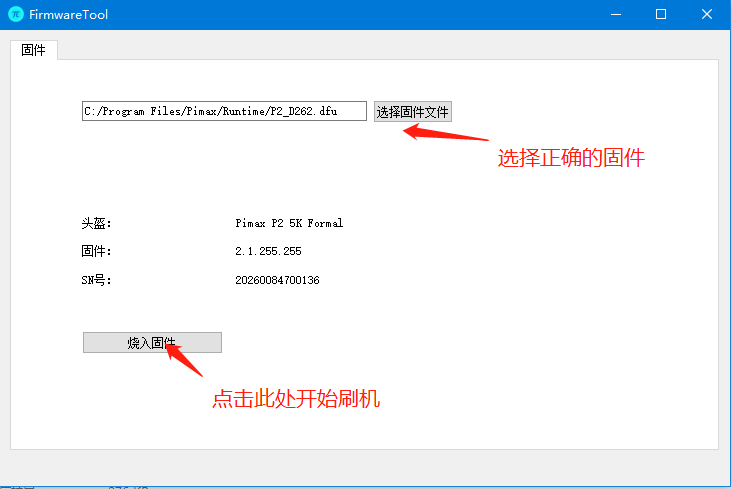 FirmwareTool
固件
C:/Program Files/Pimax/Runtime/P2_D262.dfu
选择固件文件
选择正确的固件
头盔： Pimax P2 5K Formal
固件： 2.1.255.255
SN号： 20260084700136
烧入固件
点击此处开始刷机